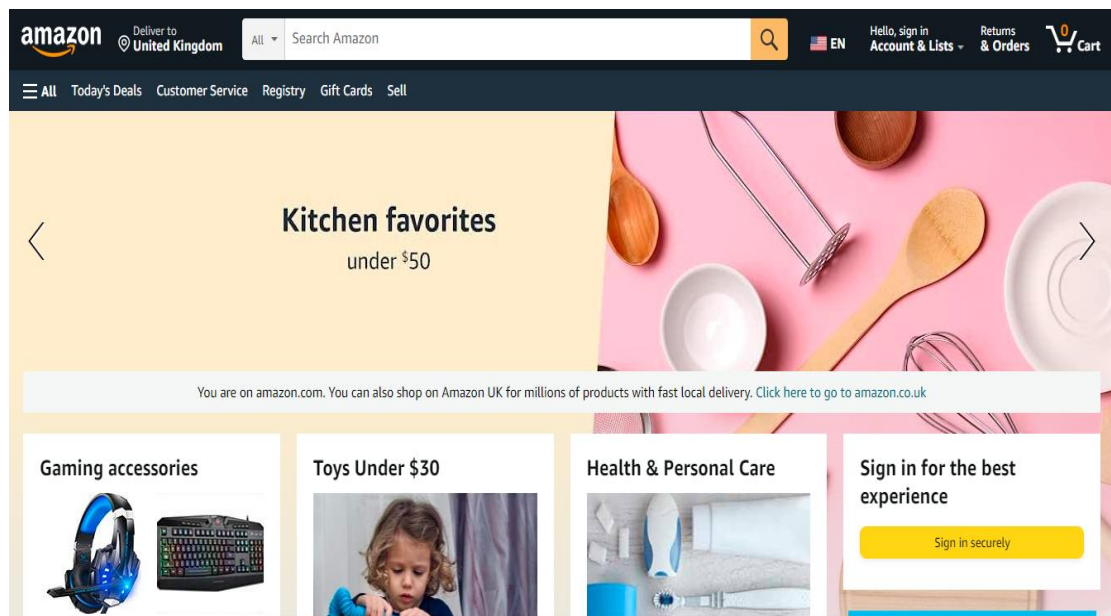 amazon
Deliver to
United Kingdom
All
Search Amazon
EN
Hello, sign in
Account & Lists
Returns
& Orders
0
Cart
All Today's Deals Customer Service Registry Gift Cards Sell
Kitchen favorites
under $50
You are on amazon.com. You can also shop on Amazon UK for millions of products with fast local delivery. Click here to go to amazon.co.uk
Gaming accessories
Toys Under $30
Health & Personal Care
Sign in for the best
experience
Sign in securely